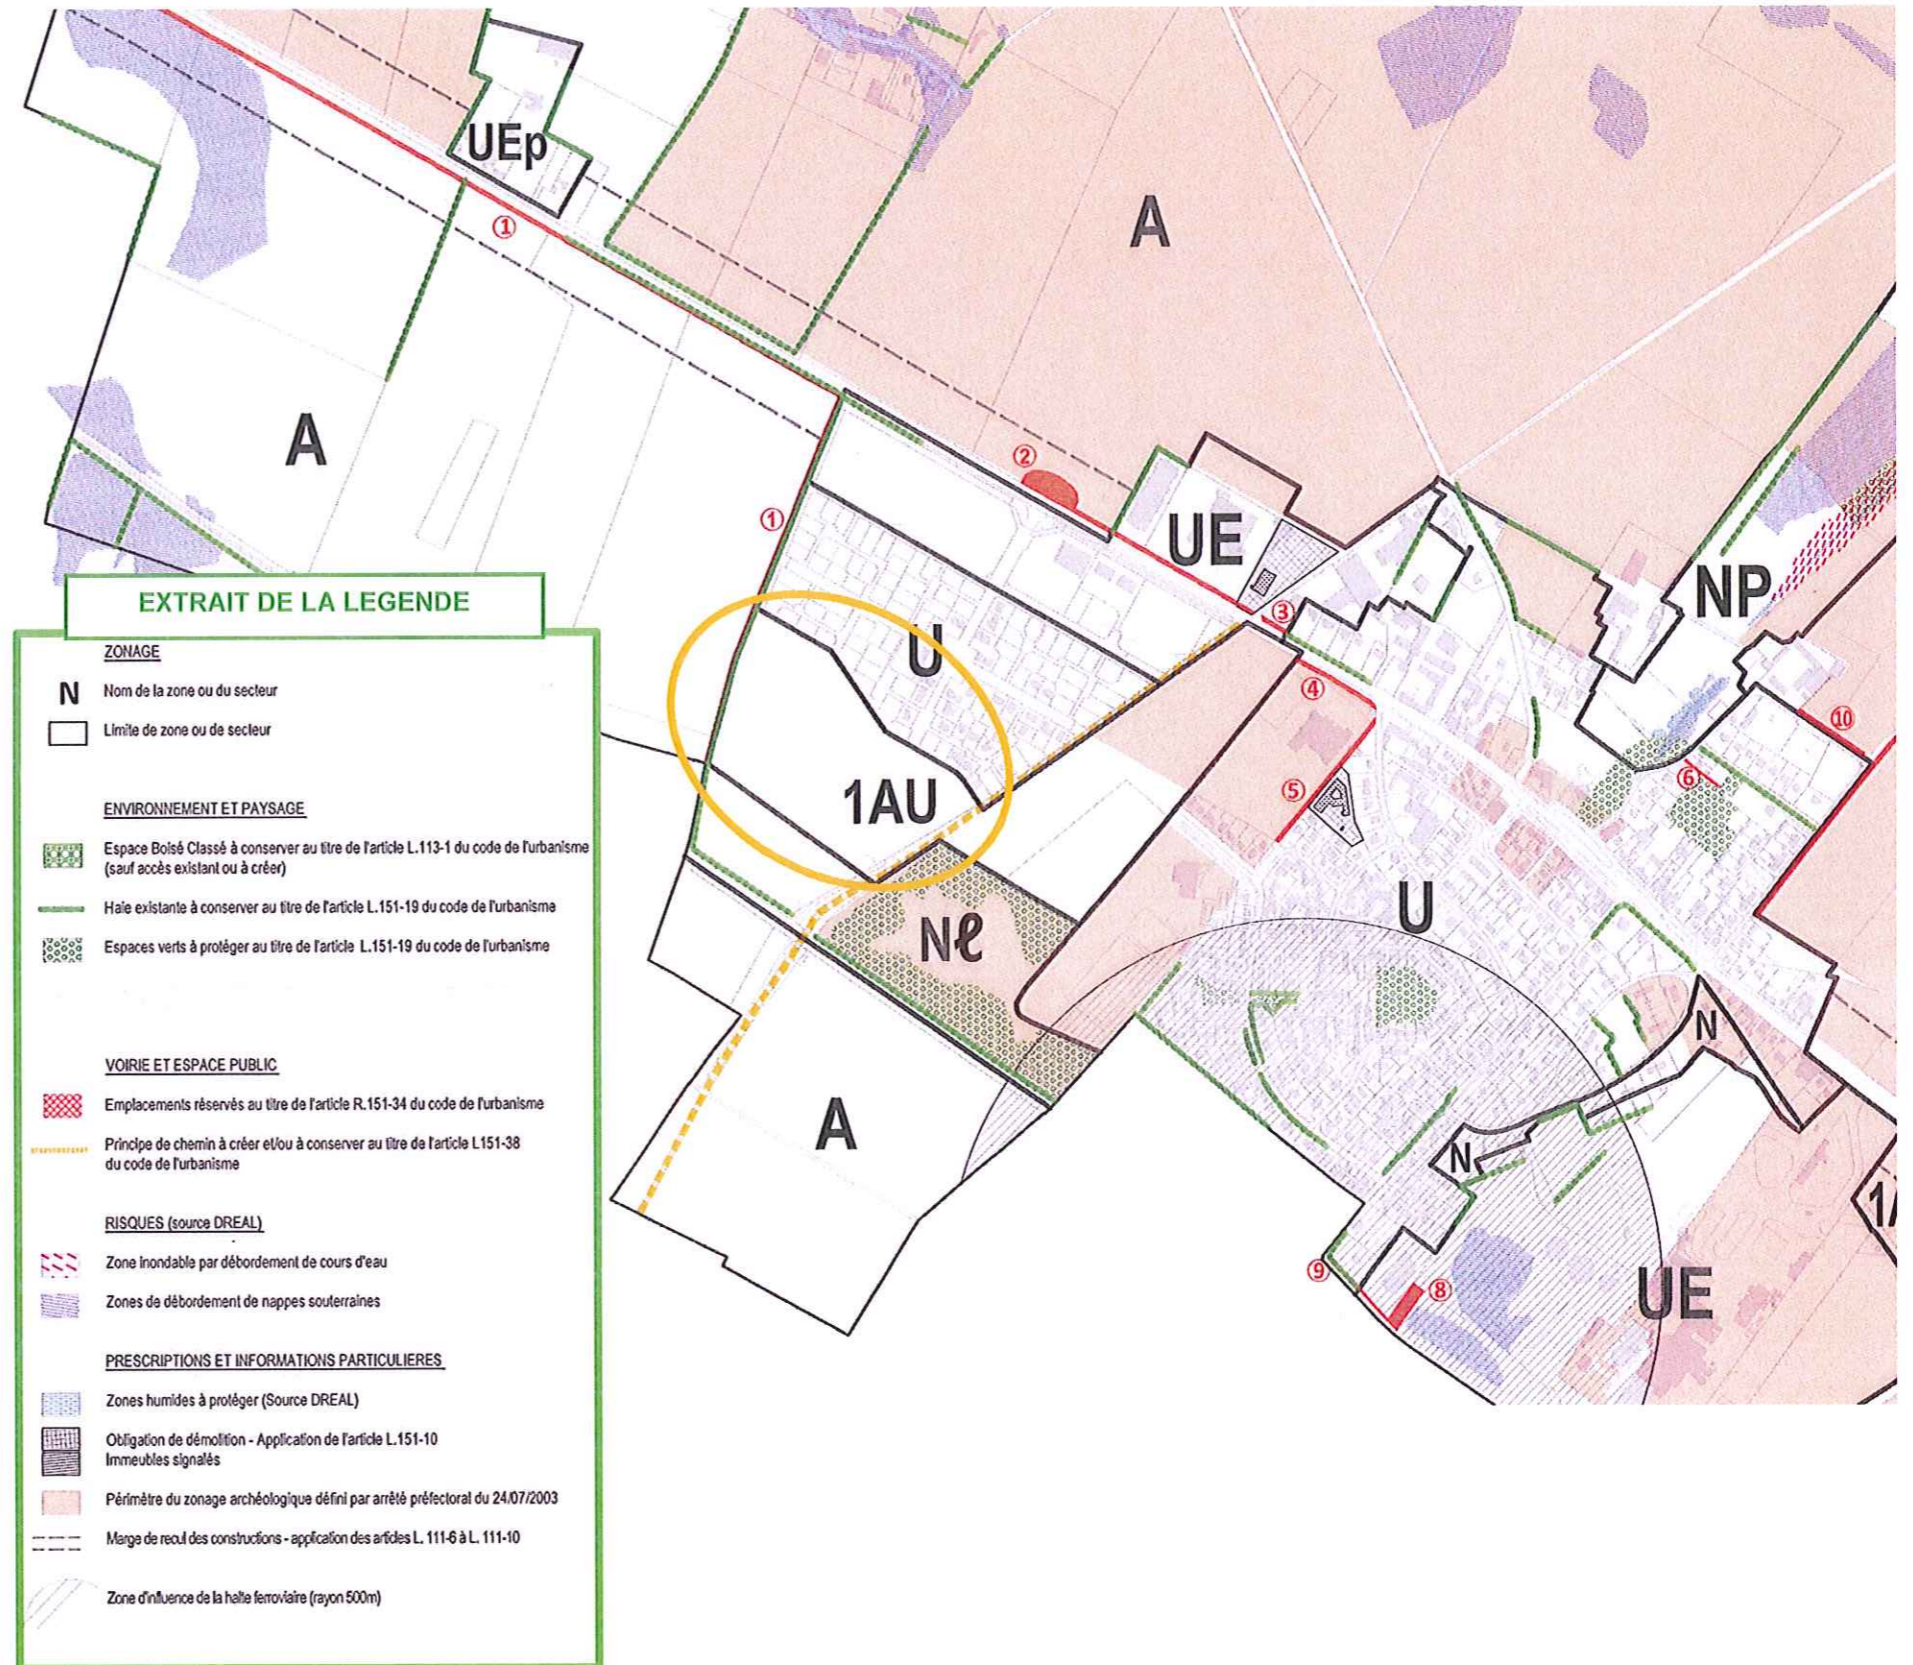 UEp
①
A
A
②
①
UE
③
NP
④
⑩
U
⑥
⑤
1AU
U
Nℓ
N
A
N
1A
⑨
⑧
UE
EXTRAIT DE LA LEGENDE
ZONAGE
N Nom de la zone ou du secteur
Limite de zone ou de secteur
ENVIRONNEMENT ET PAYSAGE
Espace Boisé Classé à conserver au titre de l'article L.113-1 du code de l'urbanisme
(sauf accès existant ou à créer)
Haie existante à conserver au titre de l'article L.151-19 du code de l'urbanisme
Espaces verts à protéger au titre de l'article L.151-19 du code de l'urbanisme
VOIRIE ET ESPACE PUBLIC
Emplacements réservés au titre de l'article R.151-34 du code de l'urbanisme
Principe de chemin à créer et/ou à conserver au titre de l'article L151-38
du code de l'urbanisme
RISQUES (source DREAL)
Zone inondable par débordement de cours d'eau
Zones de débordement de nappes souterraines
PRESCRIPTIONS ET INFORMATIONS PARTICULIERES
Zones humides à protéger (Source DREAL)
Obligation de démolition - Application de l'article L.151-10
Immeubles signalés
Périmètre du zonage archéologique défini par arrêté préfectoral du 24/07/2003
Marge de recul des constructions - application des articles L. 111-6 à L. 111-10
Zone d'influence de la halte ferroviaire (rayon 500m)